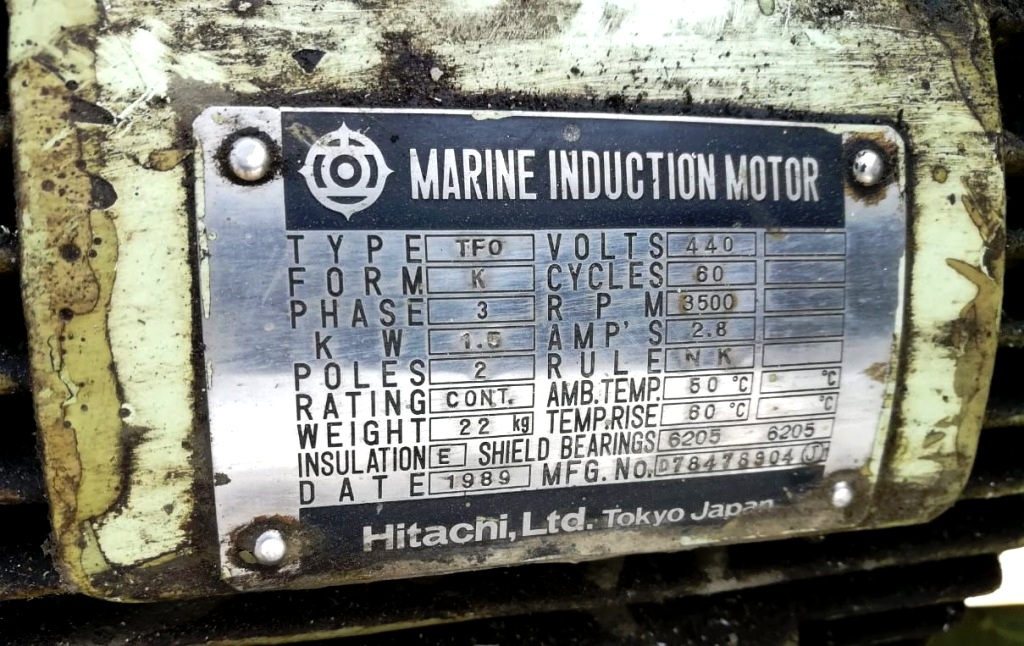 MARINE INDUCTION MOTOR
TYPE TFO VOLTS 440
FORM K CYCLES 60
PHASE 3 RPM 3500
KW 1.5 AMP'S 2.8
POLES 2 RULE NK
RATING CONT. AMB.TEMP. 50 °C °C
WEIGHT 22 kg TEMP.RISE 60 °C °C
INSULATION E SHIELD BEARINGS 6205 6205
DATE 1989 MFG. NO. D78476904 J
Hitachi, Ltd. Tokyo Japan